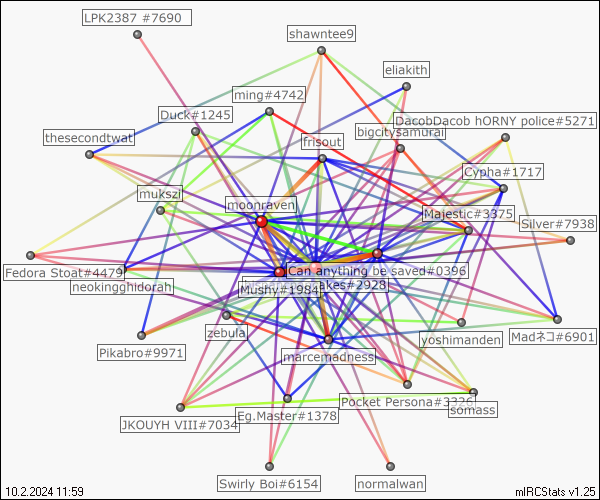 LPK2387 #7690
shawntee9
eliakith
ming#4742
Duck#1245
DacobDacob hORNY police#5271
bigcitysamurai
thesecondtwat
frisout
Cypha#1717
mukszi
moonraven
Majestic#3375
Silver#7938
Fedora Stoat#4479
Can anything be saved#0396
neokingghidorah
Mushy#1984
akes#2928
zebula
yoshimanden
Madネコ#6901
Pikabro#9971
marcemadness
Pocket Persona#3326
somass
JKOUYH VIII#7034
Eg.Master#1378
Swirly Boi#6154
normalwan
10.2.2024 11:59
mIRCStats v1.25